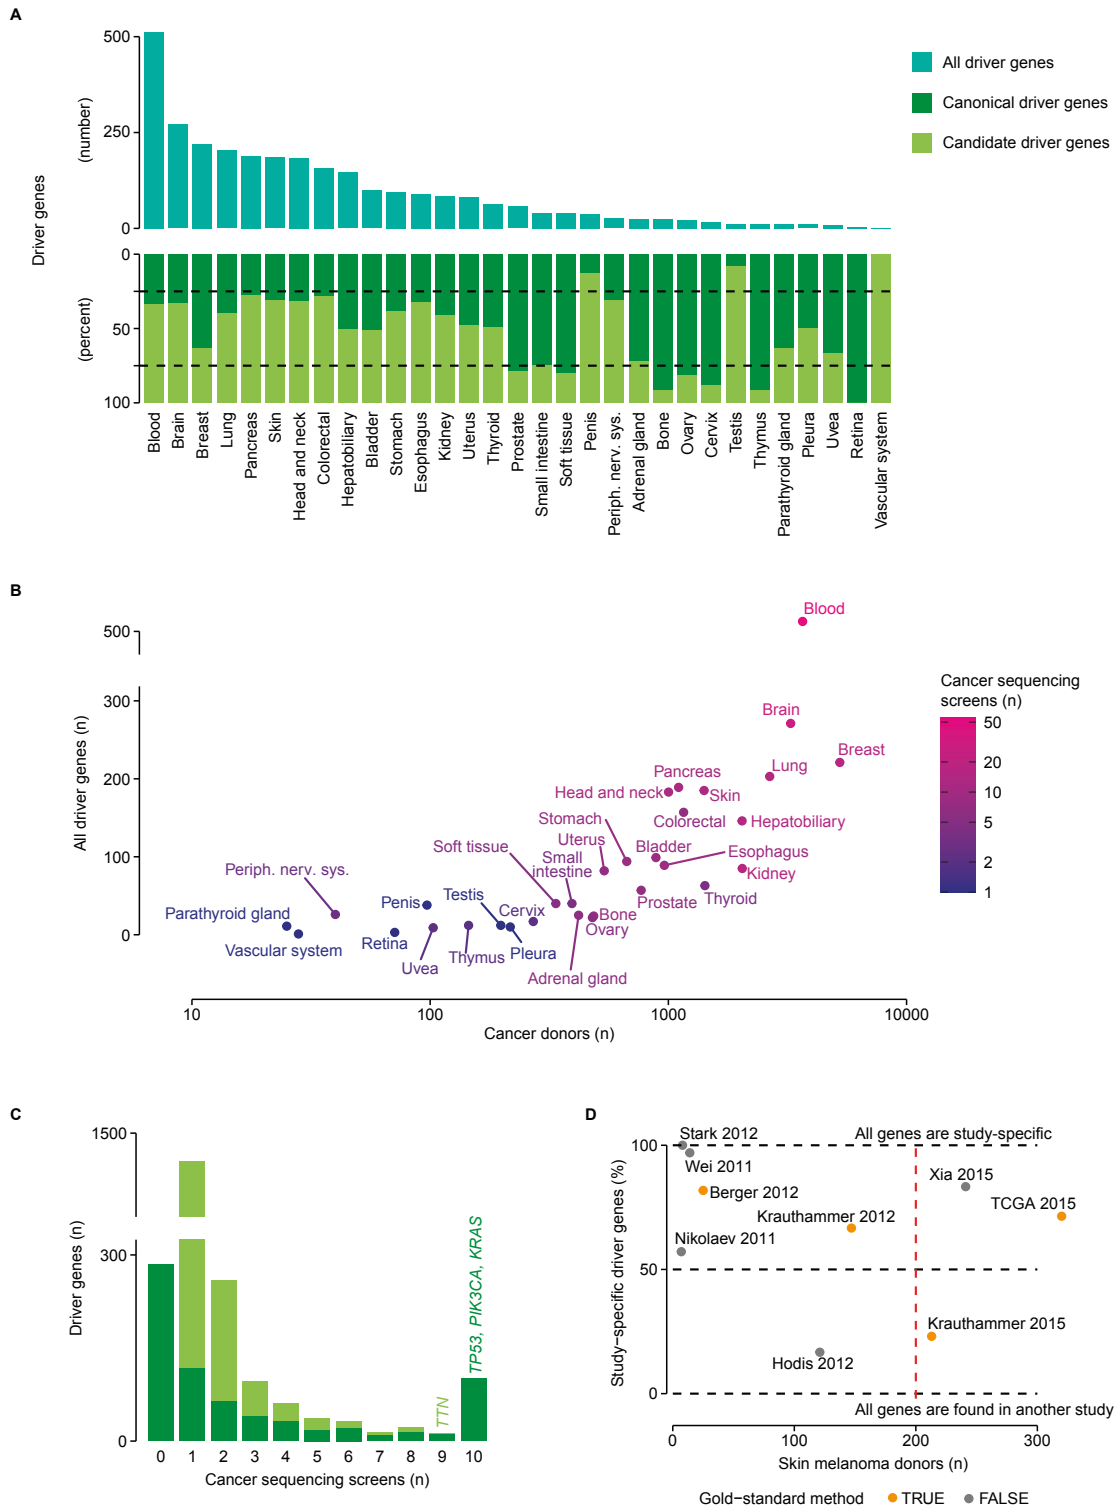 A
500
250
0
(number)
Driver genes
All driver genes
Canonical driver genes
Candidate driver genes
0
50
100
(percent)
Blood
Brain
Breast
Lung
Pancreas
Skin
Head and neck
Colorectal
Hepatobiliary
Bladder
Stomach
Esophagus
Kidney
Uterus
Thyroid
Prostate
Small intestine
Soft tissue
Penis
Periph. nerv. sys.
Adrenal gland
Bone
Ovary
Cervix
Testis
Thymus
Parathyroid gland
Pleura
Uvea
Retina
Vascular system
B
500
300
200
100
0
All driver genes (n)
Blood
Brain
Breast
Lung
Pancreas
Head and neck
Skin
Stomach
Colorectal
Hepatobiliary
Uterus
Bladder
Soft tissue
Small
intestine
Esophagus
Kidney
Periph. nerv. sys.
Prostate
Thyroid
Penis
Testis
Cervix
Bone
Ovary
Parathyroid gland
Vascular system
Retina
Uvea
Thymus
Pleura
Adrenal gland
10
100
1000
10000
Cancer donors (n)
Cancer sequencing
screens (n)
50
20
10
5
2
1
C
1500
300
0
Driver genes (n)
TTN
TP53, PIK3CA, KRAS
0 1 2 3 4 5 6 7 8 9 10
Cancer sequencing screens (n)
D
100
50
0
Study−specific driver genes (%)
Stark 2012
All genes are study-specific
Wei 2011
Xia 2015
Berger 2012
TCGA 2015
Krauthammer 2012
Nikolaev 2011
Krauthammer 2015
Hodis 2012
All genes are found in another study
0 100 200 300
Skin melanoma donors (n)
Gold−standard method TRUE FALSE